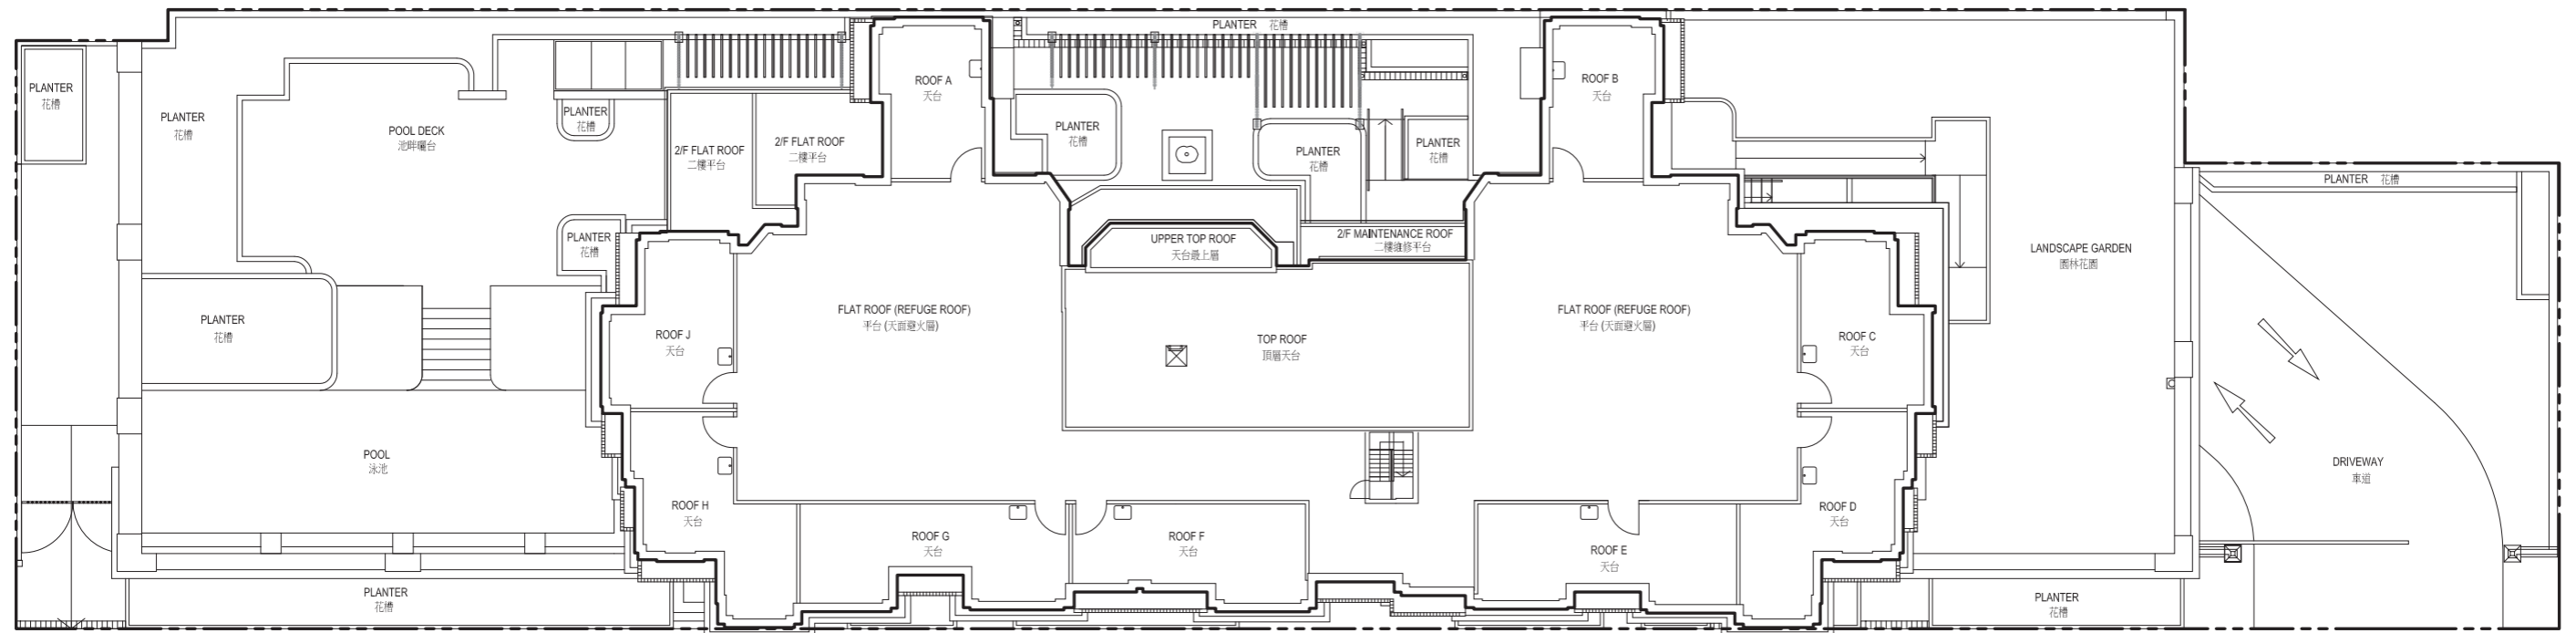 PLANTER 花槽
PLANTER
花槽
PLANTER
花槽
POOL DECK
池畔曬台
PLANTER
花槽
2/F FLAT ROOF
二樓平台
2/F FLAT ROOF
二樓平台
ROOF A
天台
PLANTER
花槽
PLANTER
花槽
PLANTER
花槽
ROOF B
天台
PLANTER 花槽
PLANTER
花槽
UPPER TOP ROOF
天台最上層
2/F MAINTENANCE ROOF
二樓維修平台
LANDSCAPE GARDEN
園林花園
PLANTER
花槽
ROOF J
天台
FLAT ROOF (REFUGE ROOF)
平台 (天面避火層)
TOP ROOF
頂層天台
FLAT ROOF (REFUGE ROOF)
平台 (天面避火層)
ROOF C
天台
POOL
泳池
DRIVEWAY
車道
ROOF H
天台
ROOF G
天台
ROOF F
天台
ROOF E
天台
ROOF D
天台
PLANTER
花槽
PLANTER
花槽